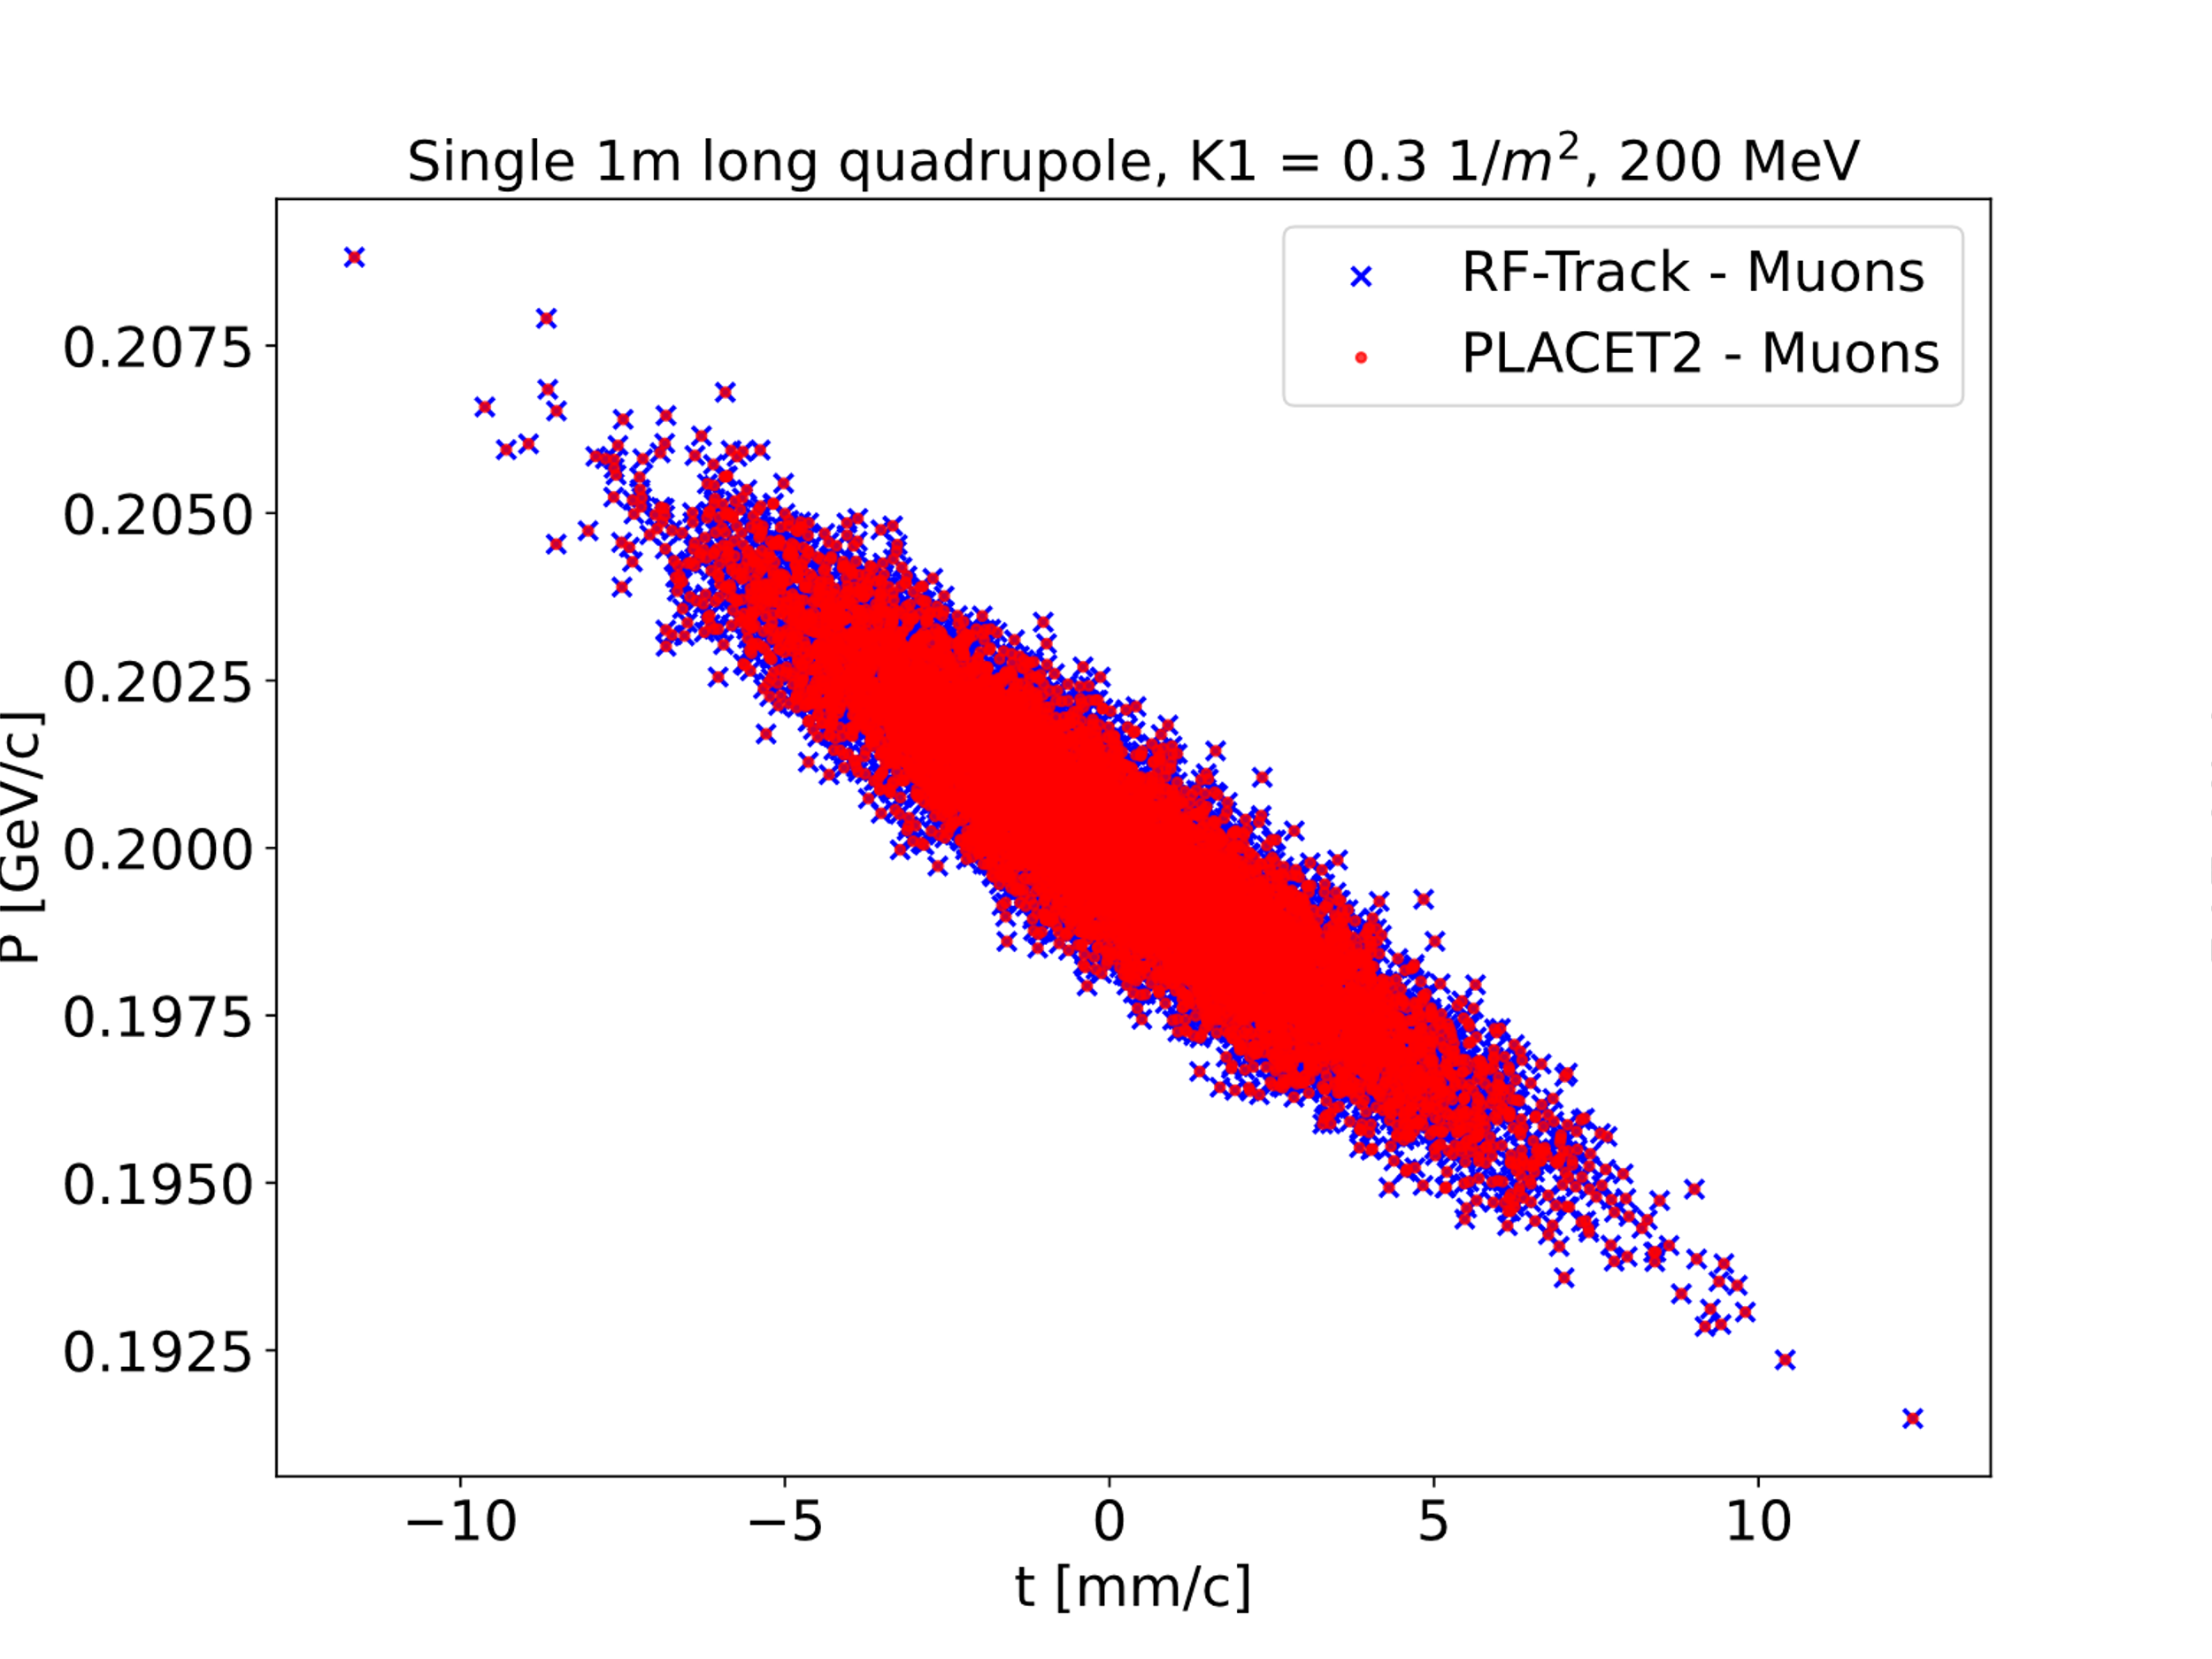 Single 1m long quadrupole, K1 = 0.3 1/m², 200 MeV
RF-Track - Muons
PLACET2 - Muons
P [GeV/c]
0.2075
0.2050
0.2025
0.2000
0.1975
0.1950
0.1925
−10
−5
0
5
10
t [mm/c]